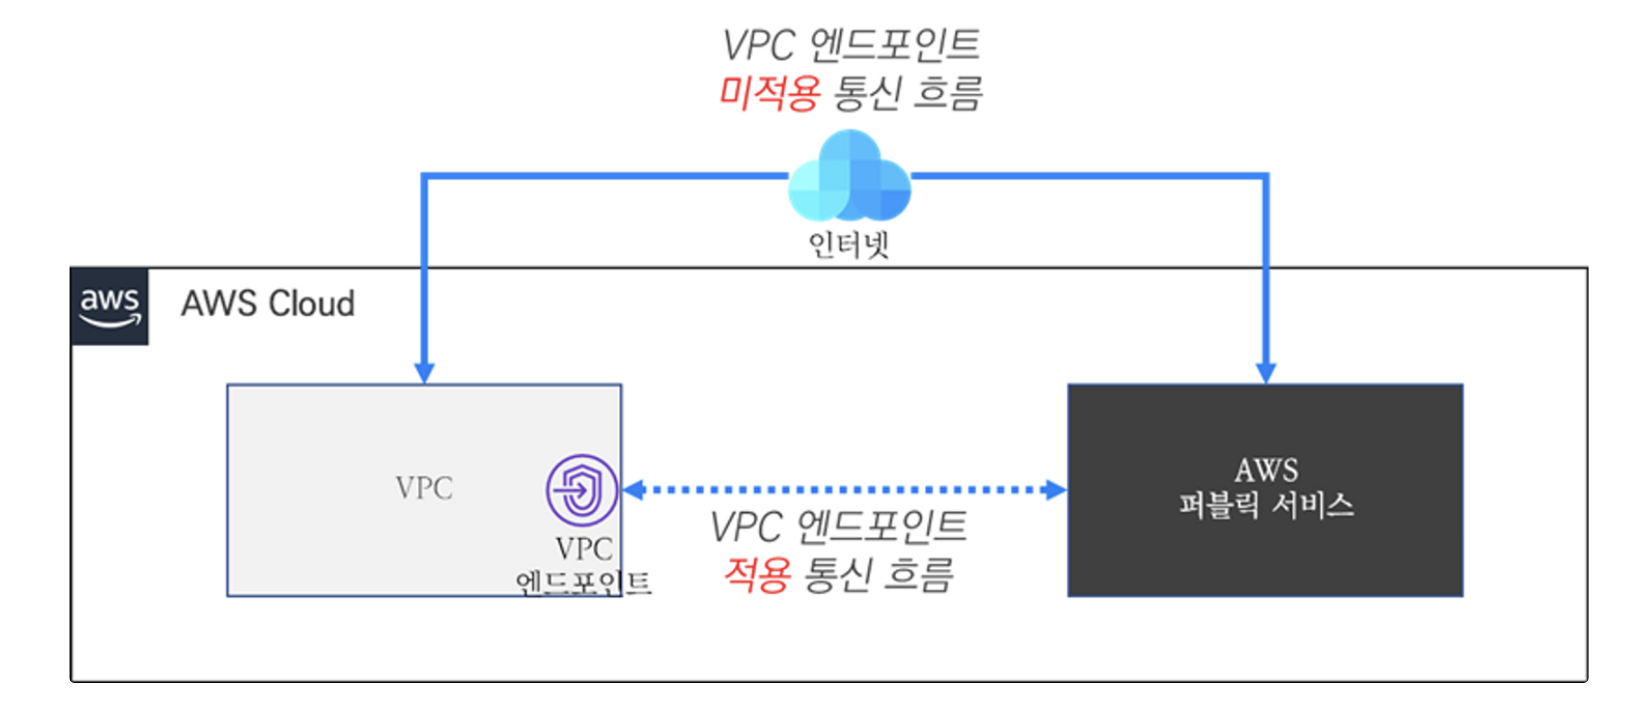 VPC 엔드포인트
미적용 통신 흐름
인터넷
aws
AWS Cloud
VPC
VPC
엔드포인트
VPC 엔드포인트
적용 통신 흐름
AWS
퍼블릭 서비스